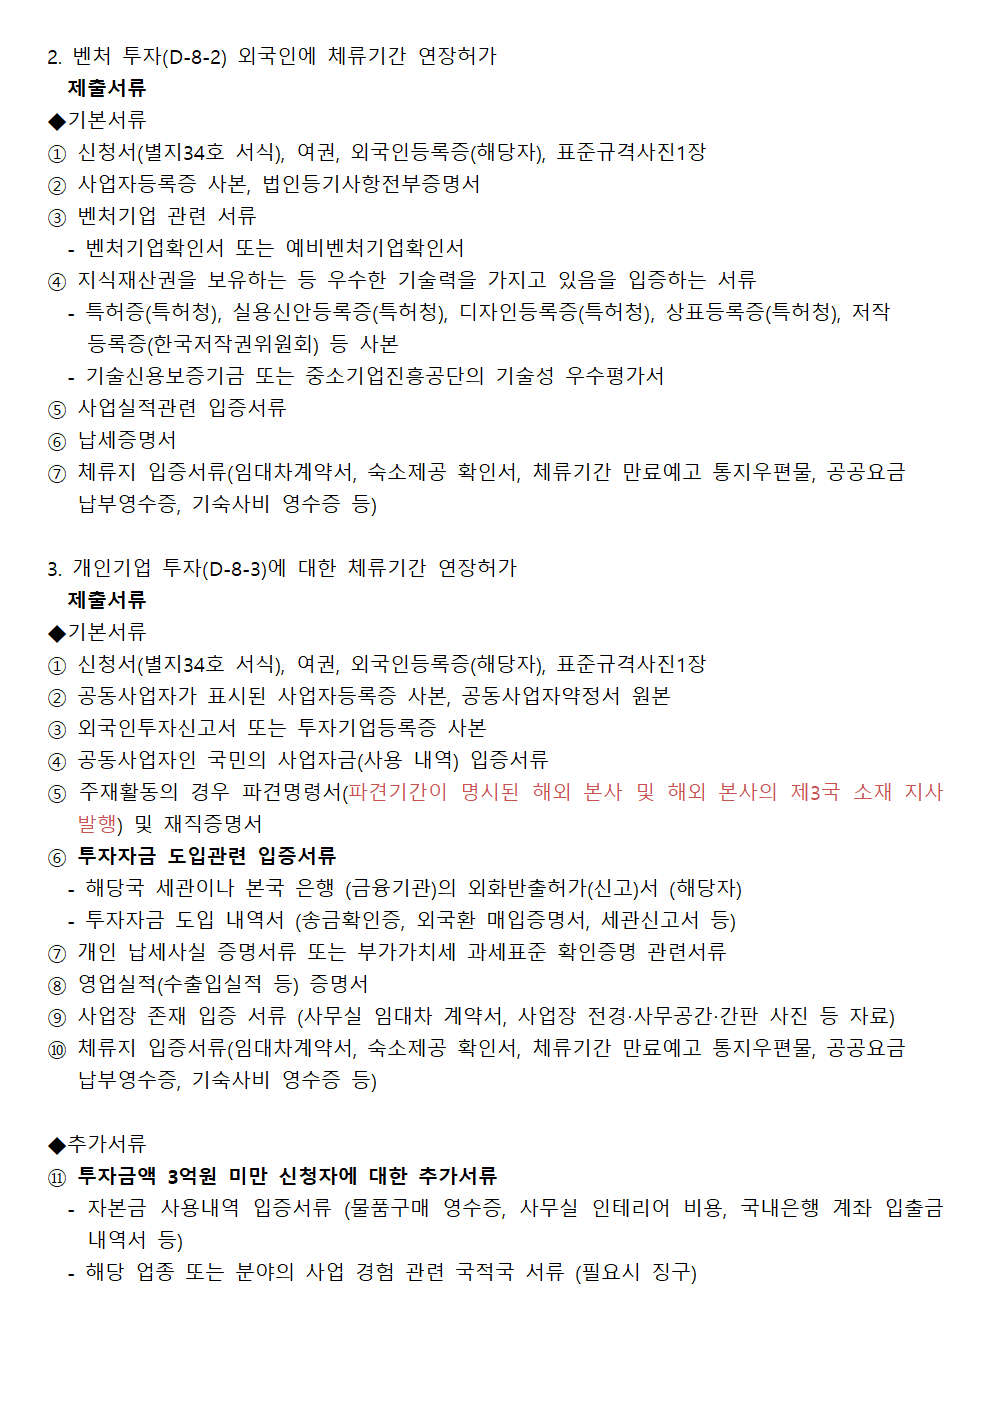 2. 벤처 투자(D-8-2) 외국인에 체류기간 연장허가
제출서류
◆기본서류
① 신청서(별지34호 서식), 여권, 외국인등록증(해당자), 표준규격사진1장
② 사업자등록증 사본, 법인등기사항전부증명서
③ 벤처기업 관련 서류
- 벤처기업확인서 또는 예비벤처기업확인서
④ 지식재산권을 보유하는 등 우수한 기술력을 가지고 있음을 입증하는 서류
- 특허증(특허청), 실용신안등록증(특허청), 디자인등록증(특허청), 상표등록증(특허청), 저작
등록증(한국저작권위원회) 등 사본
- 기술신용보증기금 또는 중소기업진흥공단의 기술성 우수평가서
⑤ 사업실적관련 입증서류
⑥ 납세증명서
⑦ 체류지 입증서류(임대차계약서, 숙소제공 확인서, 체류기간 만료예고 통지우편물, 공공요금
납부영수증, 기숙사비 영수증 등)
3. 개인기업 투자(D-8-3)에 대한 체류기간 연장허가
제출서류
◆기본서류
① 신청서(별지34호 서식), 여권, 외국인등록증(해당자), 표준규격사진1장
② 공동사업자가 표시된 사업자등록증 사본, 공동사업자약정서 원본
③ 외국인투자신고서 또는 투자기업등록증 사본
④ 공동사업자인 국민의 사업자금(사용 내역) 입증서류
⑤ 주재활동의 경우 파견명령서(파견기간이 명시된 해외 본사 및 해외 본사의 제3국 소재 지사
발행) 및 재직증명서
⑥ 투자자금 도입관련 입증서류
- 해당국 세관이나 본국 은행 (금융기관)의 외화반출허가(신고)서 (해당자)
- 투자자금 도입 내역서 (송금확인증, 외국환 매입증명서, 세관신고서 등)
⑦ 개인 납세사실 증명서류 또는 부가가치세 과세표준 확인증명 관련서류
⑧ 영업실적(수출입실적 등) 증명서
⑨ 사업장 존재 입증 서류 (사무실 임대차 계약서, 사업장 전경·사무공간·간판 사진 등 자료)
⑩ 체류지 입증서류(임대차계약서, 숙소제공 확인서, 체류기간 만료예고 통지우편물, 공공요금
납부영수증, 기숙사비 영수증 등)
◆추가서류
⑪ 투자금액 3억원 미만 신청자에 대한 추가서류
- 자본금 사용내역 입증서류 (물품구매 영수증, 사무실 인테리어 비용, 국내은행 계좌 입출금
내역서 등)
- 해당 업종 또는 분야의 사업 경험 관련 국적국 서류 (필요시 징구)